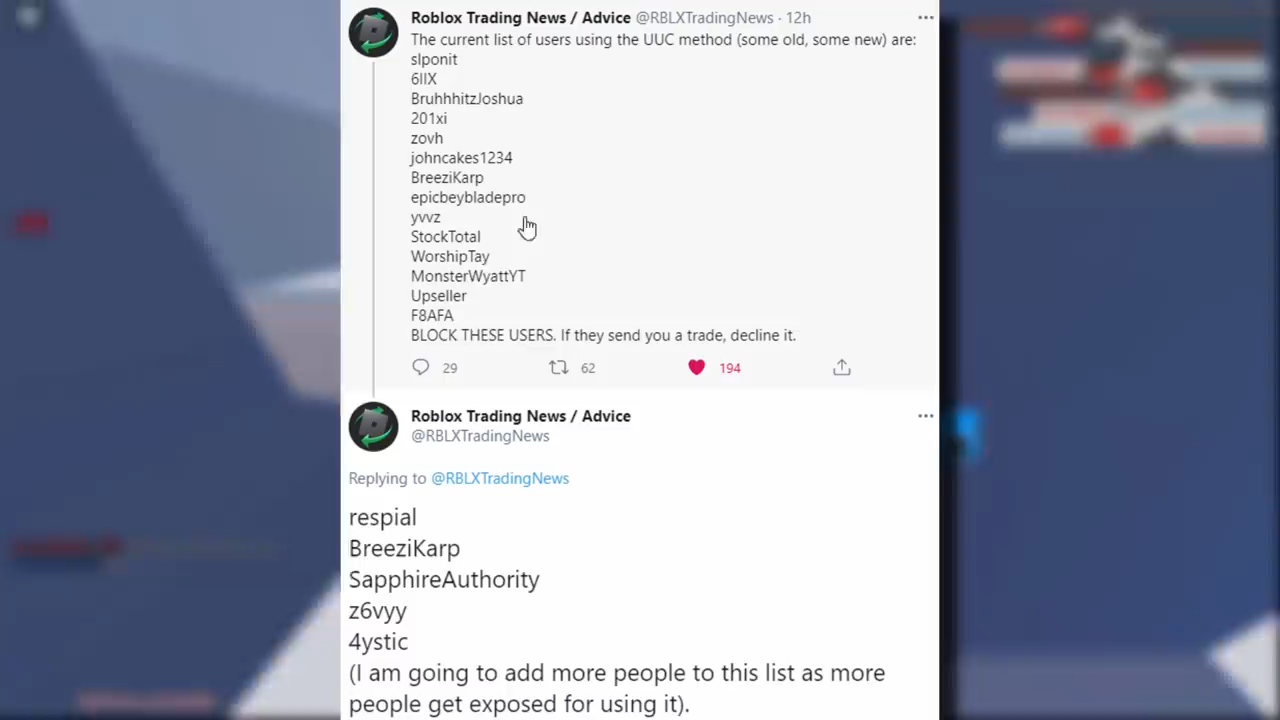 Roblox Trading News / Advice @RBLXTradingNews · 12h
The current list of users using the UUC method (some old, some new) are:
slponit
6IIX
BruhhhitzJoshua
201xi
zovh
johncakes1234
BreeziKarp
epicbeybladepro
yvvz
StockTotal
WorshipTay
MonsterWyattYT
Upseller
F8AFA
BLOCK THESE USERS. If they send you a trade, decline it.
29 62 194
Roblox Trading News / Advice
@RBLXTradingNews
Replying to @RBLXTradingNews
respial
BreeziKarp
SapphireAuthority
z6vyy
4ystic
(I am going to add more people to this list as more
people get exposed for using it).